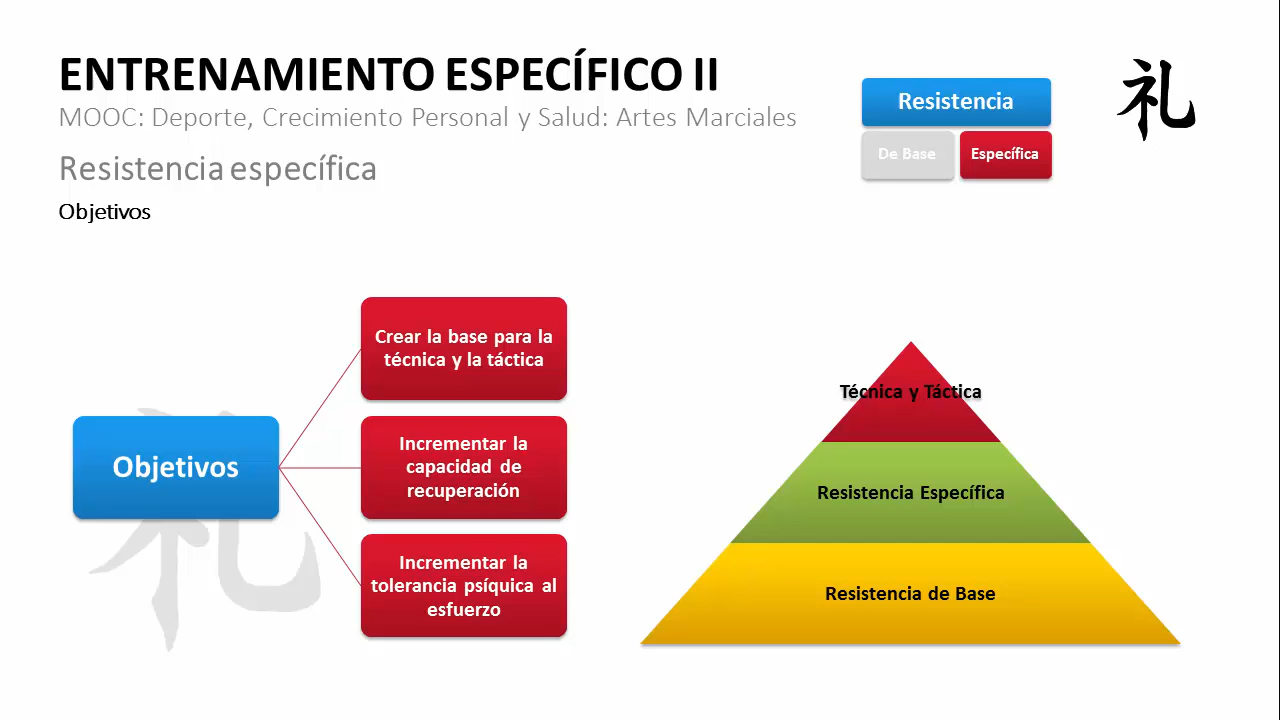 ENTRENAMIENTO ESPECÍFICO II
MOOC: Deporte, Crecimiento Personal y Salud: Artes Marciales
Resistencia específica
Objetivos
Resistencia
De Base
Específica
礼
Objetivos
Crear la base para la
técnica y la táctica
Incrementar la
capacidad de
recuperación
Incrementar la
tolerancia psíquica al
esfuerzo
Técnica y Táctica
Resistencia Específica
Resistencia de Base
礼